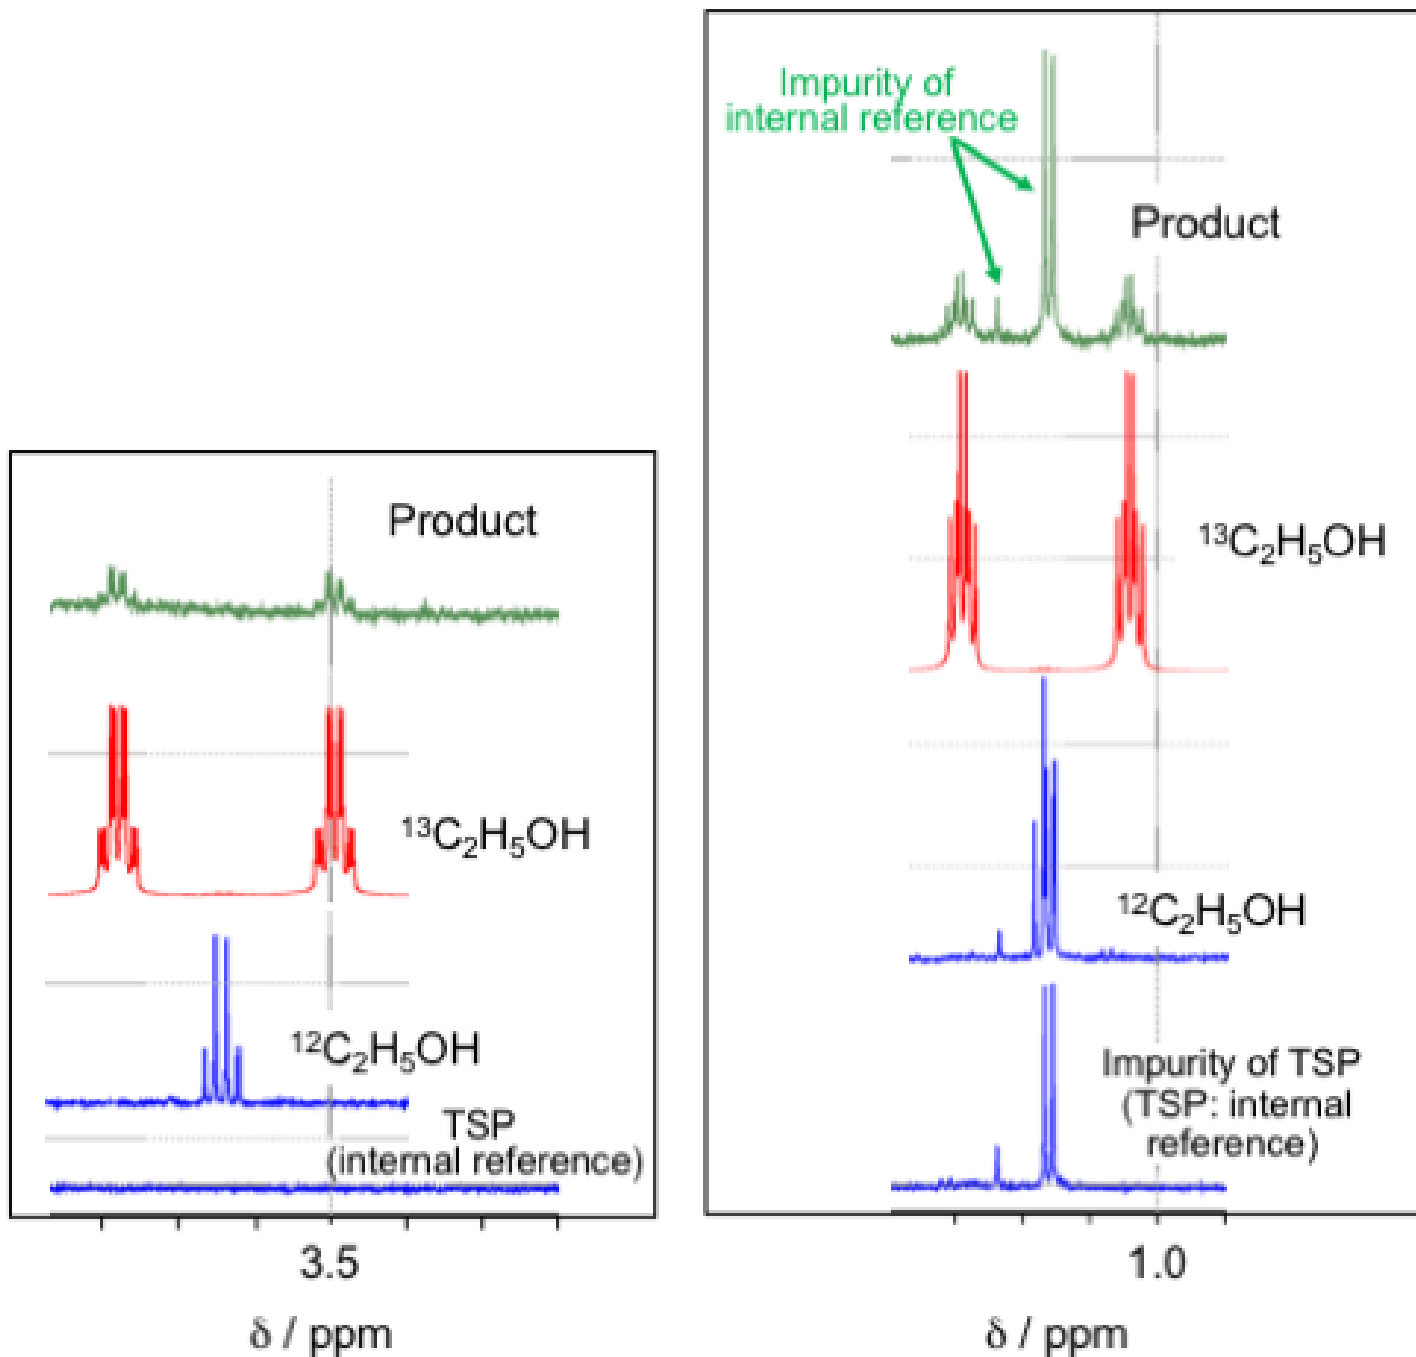 Product
¹³C₂H₅OH
¹²C₂H₅OH
TSP
(internal reference)
3.5
δ / ppm
Impurity of
internal reference
Product
¹³C₂H₅OH
¹²C₂H₅OH
Impurity of TSP
(TSP: internal
reference)
1.0
δ / ppm